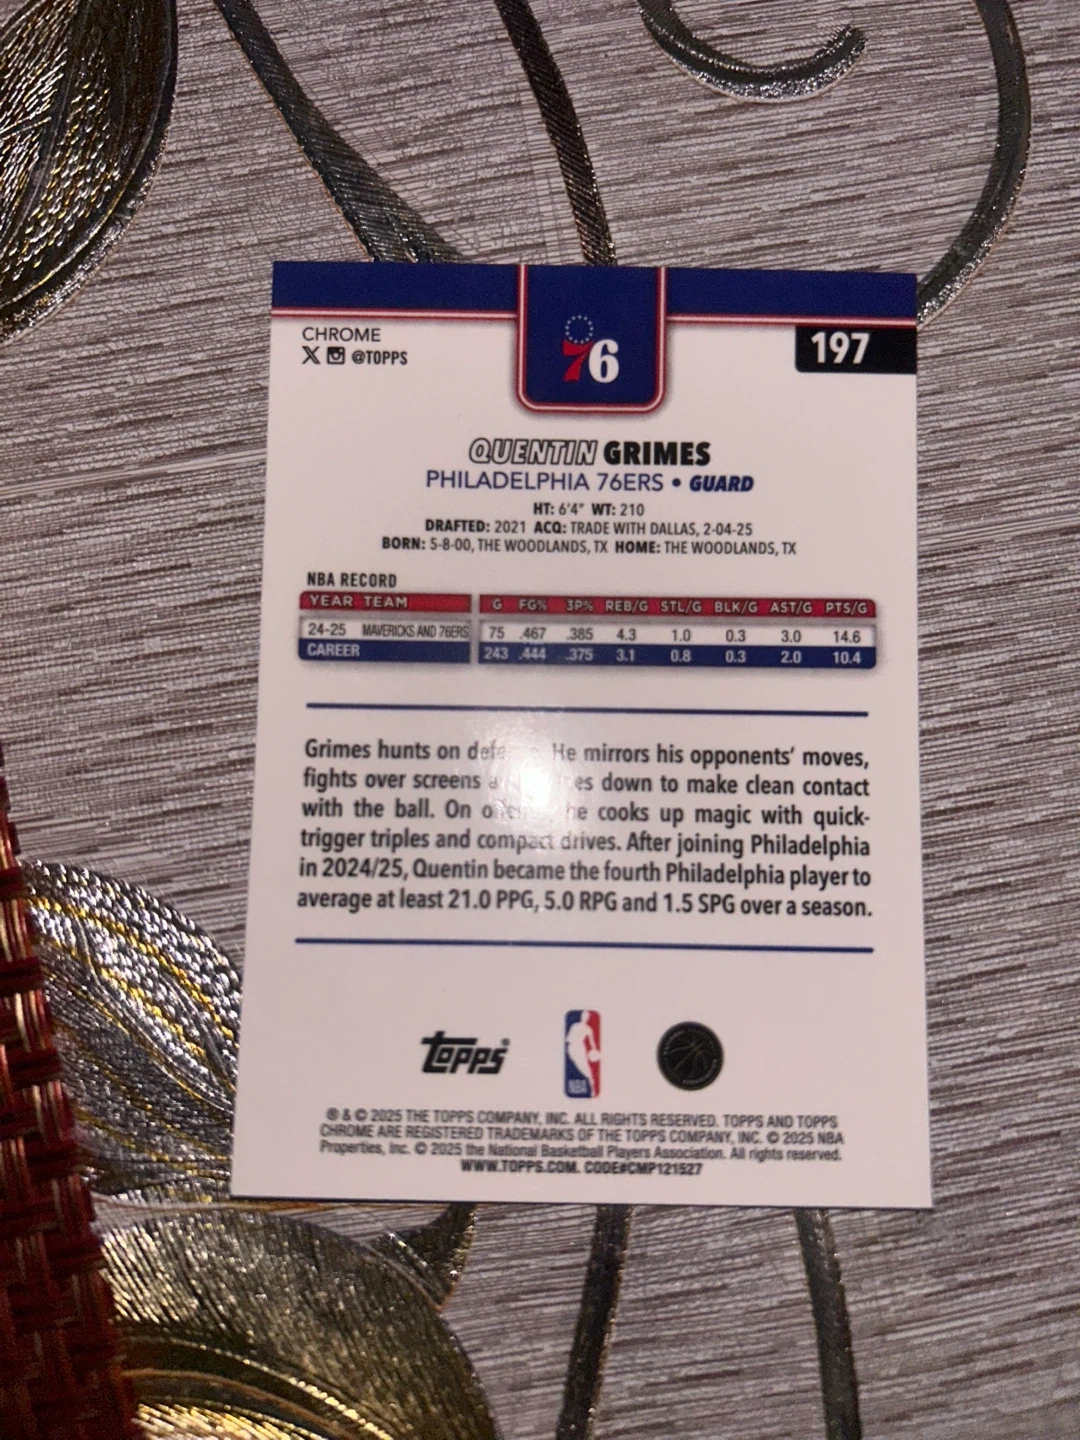 CHROME
X @TOPPS
76
197
QUENTIN GRIMES
PHILADELPHIA 76ERS • GUARD
HT: 6'4" WT: 210
DRAFTED: 2021 ACQ: TRADE WITH DALLAS, 2-04-25
BORN: 5-8-00, THE WOODLANDS, TX HOME: THE WOODLANDS, TX
NBA RECORD
YEAR TEAM G FG% 3P% REB/G STL/G BLK/G AST/G PTS/G
24-25 MAVERICKS AND 76ERS 75 .467 .385 4.3 1.0 0.3 3.0 14.6
CAREER 243 .444 .375 3.1 0.8 0.3 2.0 10.4
Grimes hunts on He mirrors his opponents' moves,
fights over screens down to make clean contact
with the ball. On he cooks up magic with quick-
trigger triples and compact drives. After joining Philadelphia
in 2024/25, Quentin became the fourth Philadelphia player to
average at least 21.0 PPG, 5.0 RPG and 1.5 SPG over a season.
topps®
NBA
® & © 2025 THE TOPPS COMPANY, INC. ALL RIGHTS RESERVED. TOPPS AND TOPPS
CHROME ARE REGISTERED TRADEMARKS OF THE TOPPS COMPANY, INC. © 2025 NBA
Properties, Inc. © 2025 the National Basketball Players Association. All rights reserved.
WWW.TOPPS.COM. CODE#CMP121527